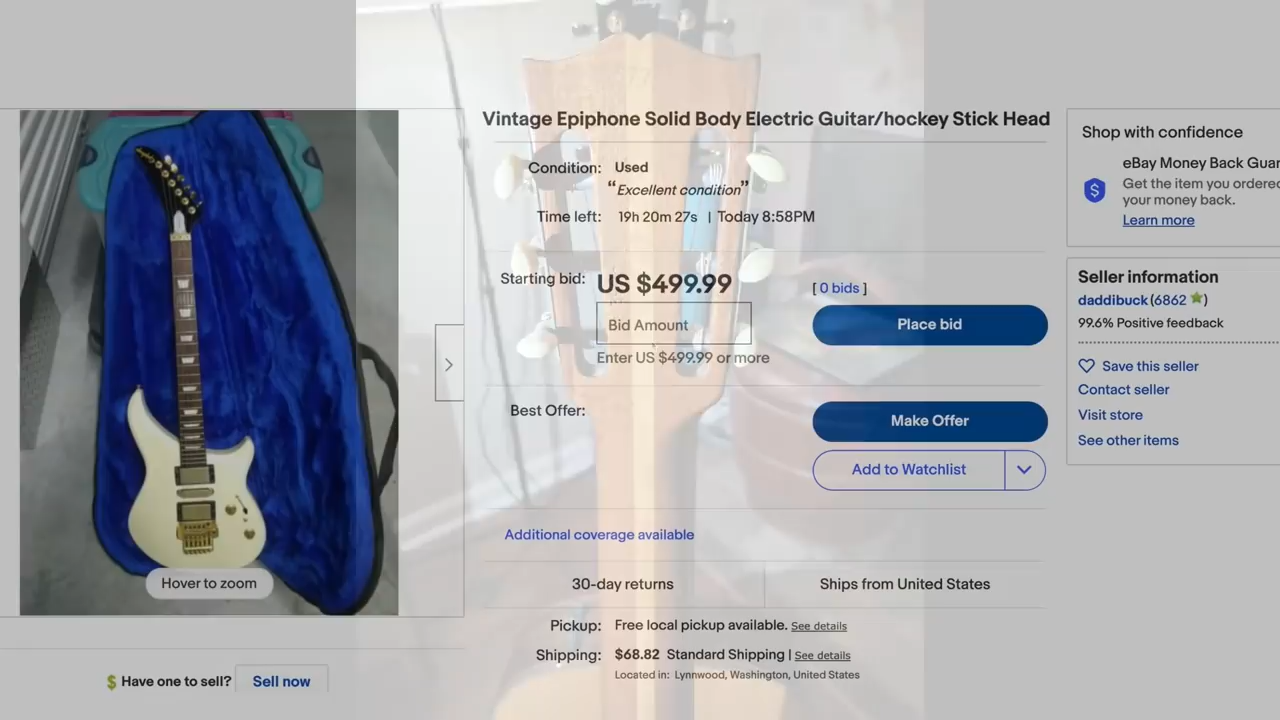 Vintage Epiphone Solid Body Electric Guitar/hockey Stick Head
Condition: Used
“Excellent condition”
Time left: 19h 20m 27s | Today 8:58PM
Starting bid: US $499.99
[ 0 bids ]
Bid Amount
Place bid
Enter US $499.99 or more
Best Offer:
Make Offer
Add to Watchlist
Additional coverage available
30-day returns
Ships from United States
Pickup: Free local pickup available. See details
Shipping: $68.82 Standard Shipping | See details
Located in: Lynnwood, Washington, United States
Hover to zoom
$ Have one to sell? Sell now
Shop with confidence
eBay Money Back Guar
Get the item you ordered
your money back.
Learn more
Seller information
daddibuck (6862)
99.6% Positive feedback
Save this seller
Contact seller
Visit store
See other items